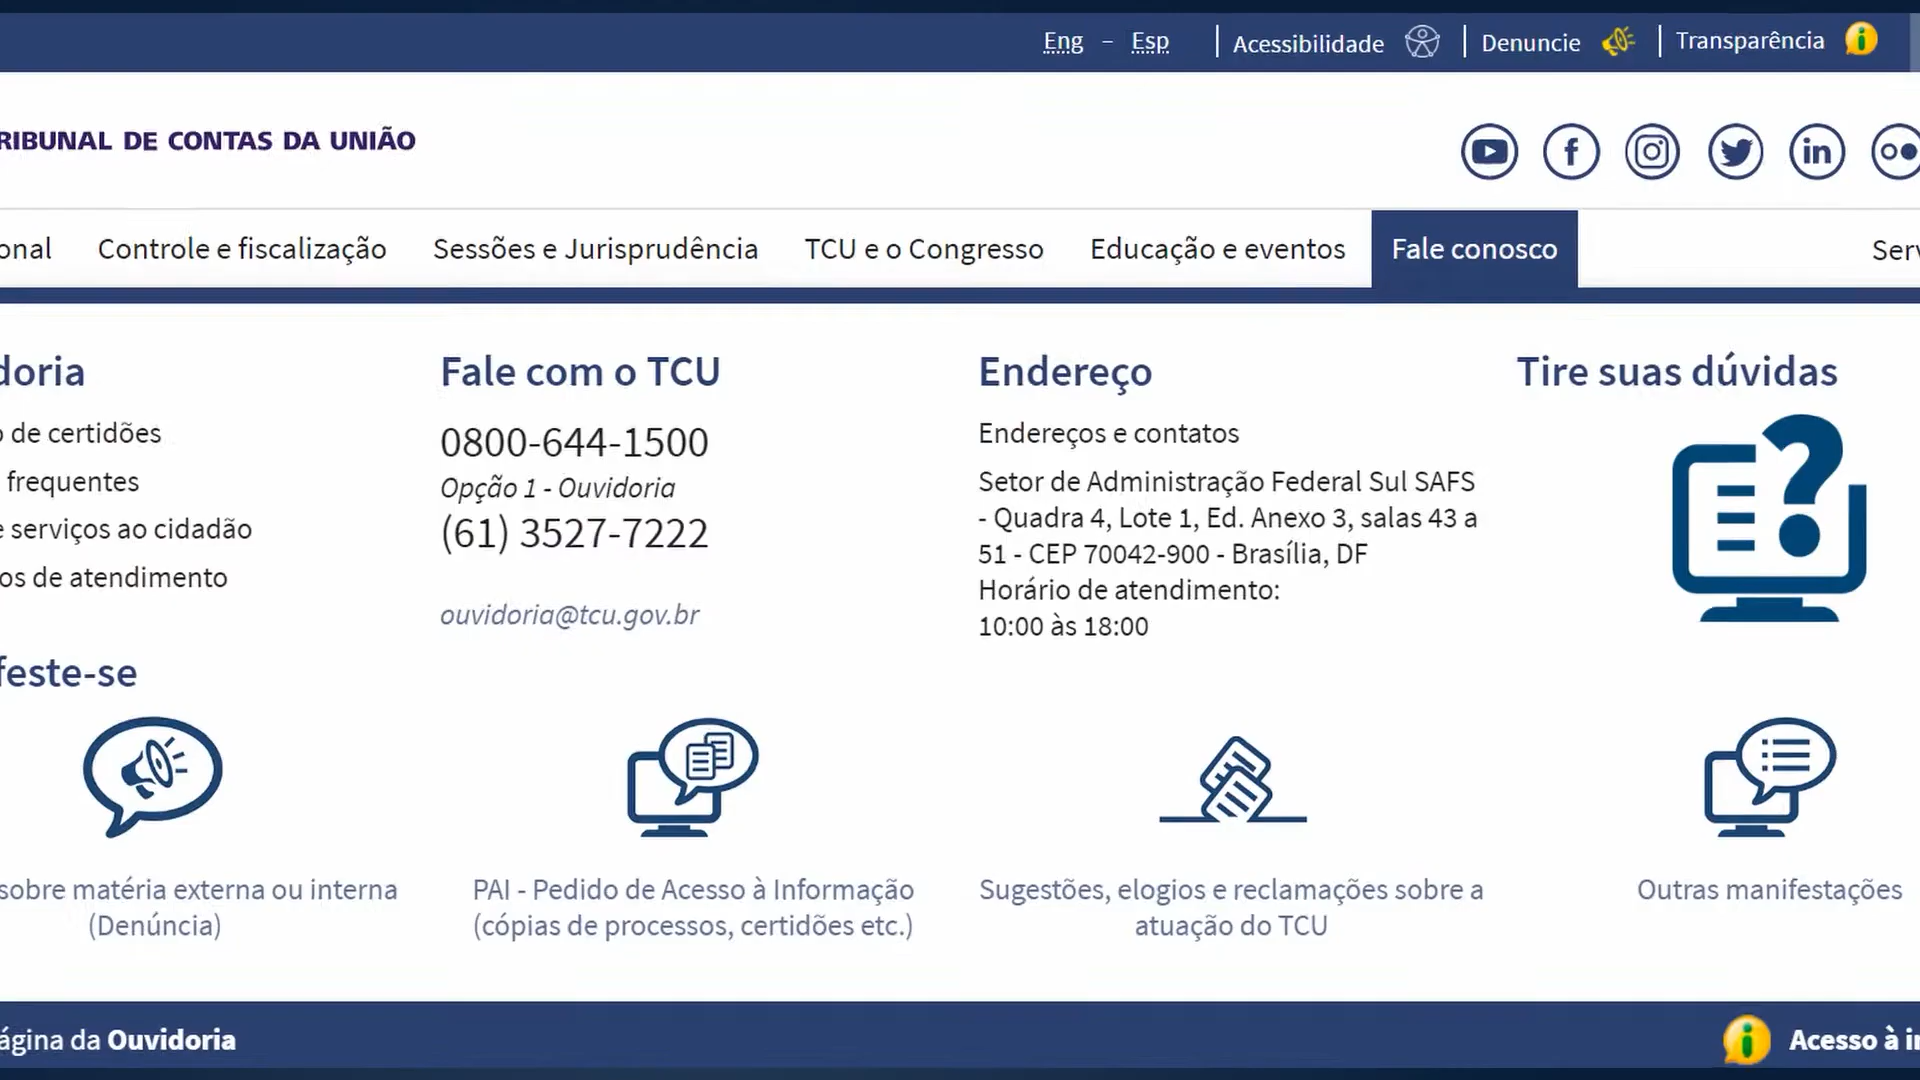 Eng - Esp
Acessibilidade
Denuncie
Transparência
RIBUNAL DE CONTAS DA UNIÃO
onal
Controle e fiscalização
Sessões e Jurisprudência
TCU e o Congresso
Educação e eventos
Fale conosco
Serv
doria
o de certidões
frequentes
e serviços ao cidadão
os de atendimento
Fale com o TCU
0800-644-1500
Opção 1 - Ouvidoria
(61) 3527-7222
ouvidoria@tcu.gov.br
Endereço
Endereços e contatos
Setor de Administração Federal Sul SAFS
- Quadra 4, Lote 1, Ed. Anexo 3, salas 43 a
51 - CEP 70042-900 - Brasília, DF
Horário de atendimento:
10:00 às 18:00
Tire suas dúvidas
feste-se
sobre matéria externa ou interna
(Denúncia)
PAI - Pedido de Acesso à Informação
(cópias de processos, certidões etc.)
Sugestões, elogios e reclamações sobre a
atuação do TCU
Outras manifestações
ágina da Ouvidoria
Acesso à in